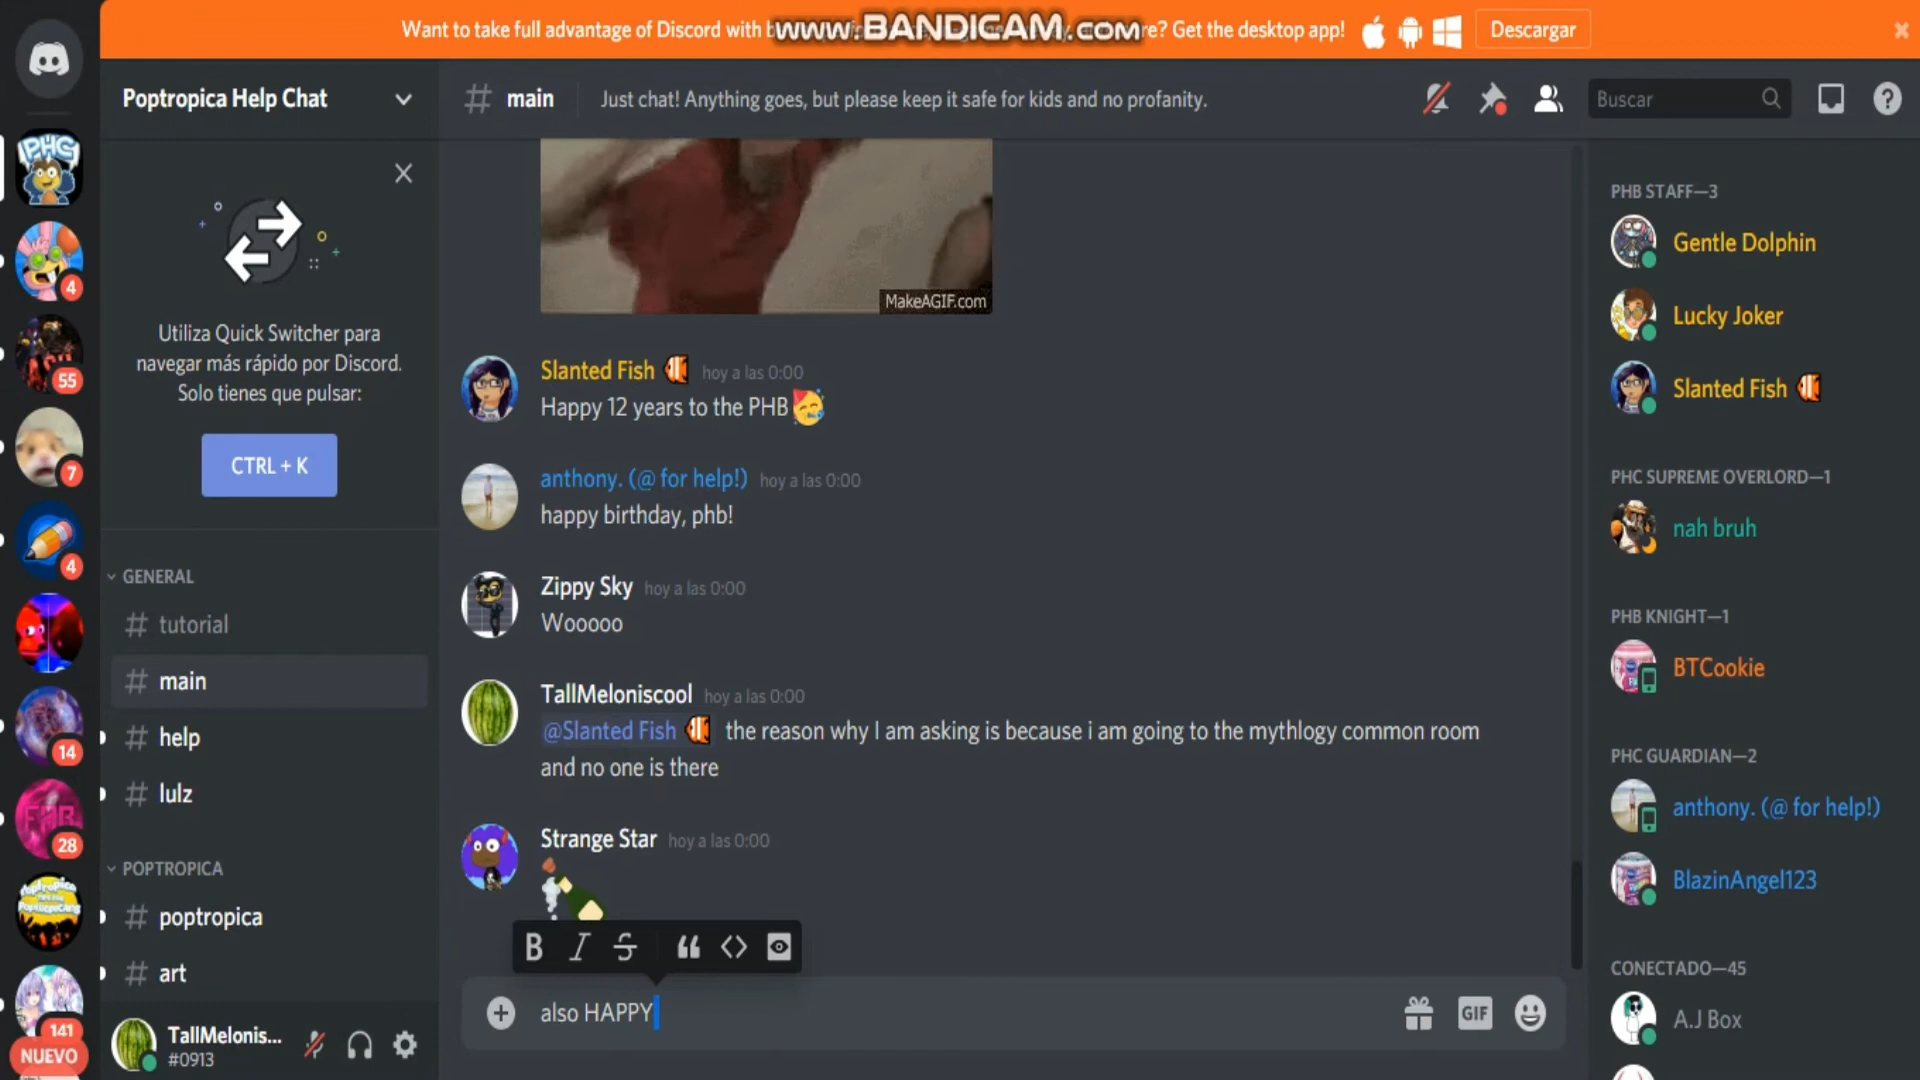 Want to take full advantage of Discord with
www.BANDICAM.com
re? Get the desktop app!
Descargar
Poptropica Help Chat
main
Just chat! Anything goes, but please keep it safe for kids and no profanity.
Buscar
PHC
4
55
7
4
14
28
141
NUEVO
Utiliza Quick Switcher para
navegar más rápido por Discord.
Solo tienes que pulsar:
CTRL + K
GENERAL
# tutorial
# main
# help
# lulz
POPTROPICA
# poptropica
# art
TallMelonis...
#0913
MakeAGIF.com
Slanted Fish hoy a las 0:00
Happy 12 years to the PHB
anthony. (@ for help!) hoy a las 0:00
happy birthday, phb!
Zippy Sky hoy a las 0:00
Wooooo
TallMeloniscool hoy a las 0:00
@Slanted Fish the reason why I am asking is because i am going to the mythlogy common room
and no one is there
Strange Star hoy a las 0:00
B I S
also HAPPY
GIF
PHB STAFF—3
Gentle Dolphin
Lucky Joker
Slanted Fish
PHC SUPREME OVERLORD—1
nah bruh
PHB KNIGHT—1
BTCookie
PHC GUARDIAN—2
anthony. (@ for help!)
BlazinAngel123
CONECTADO—45
A.J Box